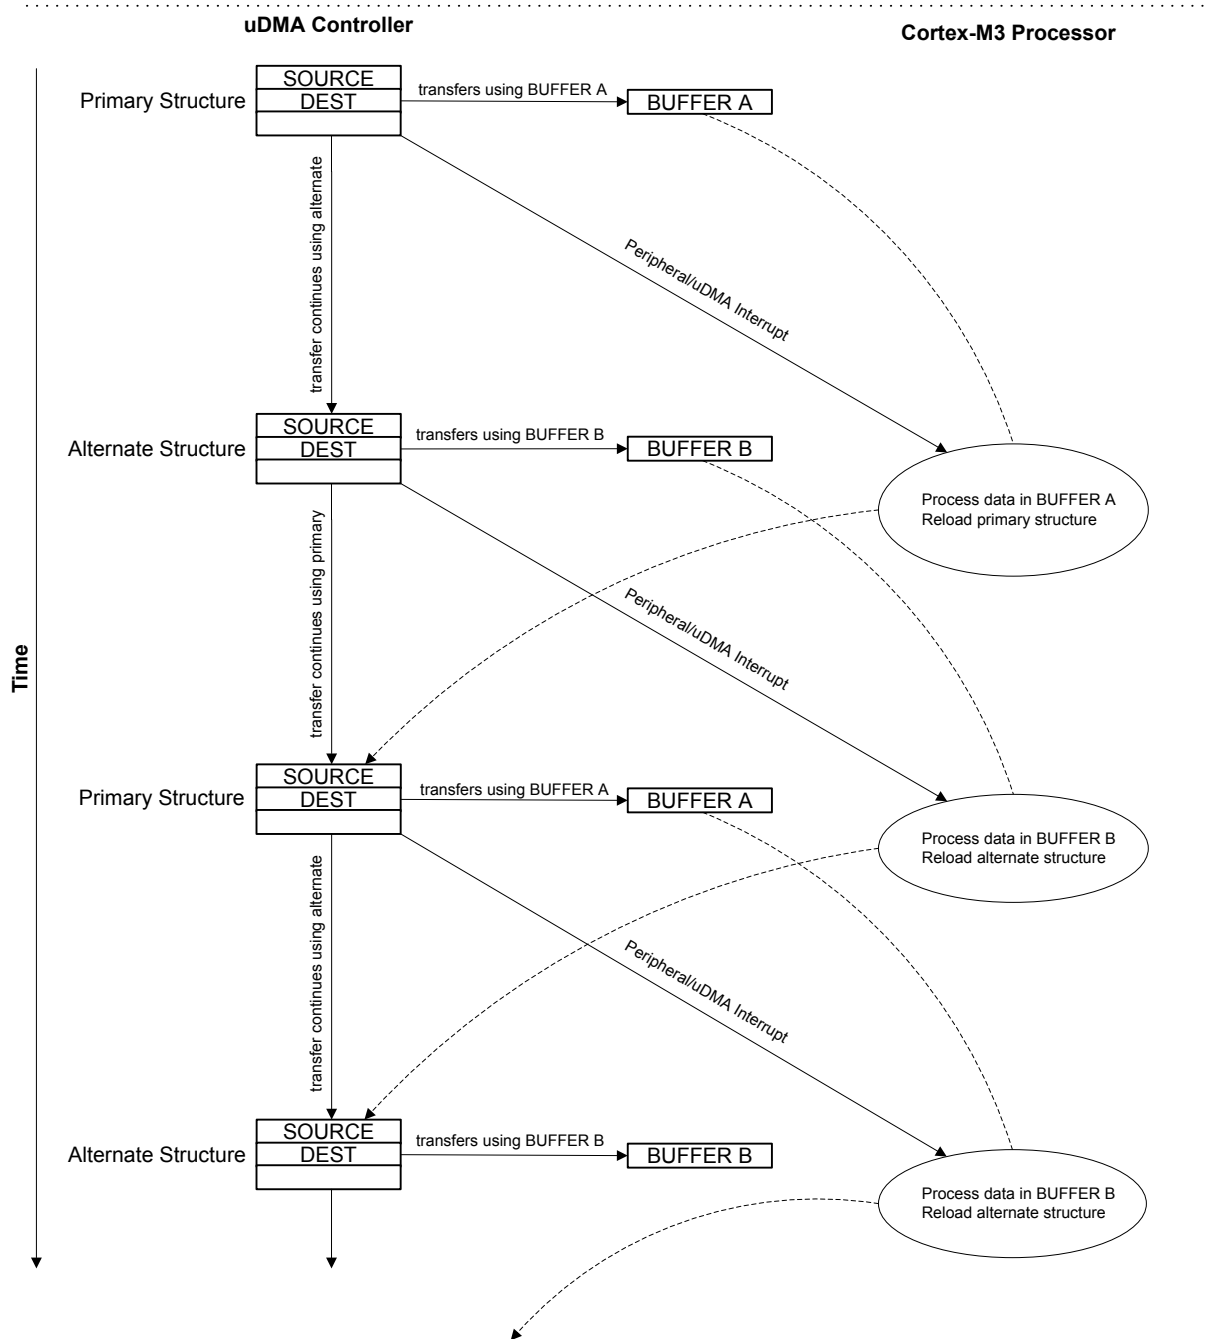 uDMA Controller
Cortex-M3 Processor
SOURCE
transfers using BUFFER A
Primary Structure
DEST
BUFFER A
transfer continues using alternate
Peripheral/uDMA Interrupt
SOURCE
transfers using BUFFER B
Alternate Structure
DEST
BUFFER B
Process data in BUFFER A
Reload primary structure
transfer continues using primary
Peripheral/uDMA Interrupt
Time
SOURCE
transfers using BUFFER A
Primary Structure
DEST
BUFFER A
Process data in BUFFER B
Reload alternate structure
transfer continues using alternate
Peripheral/uDMA Interrupt
SOURCE
transfers using BUFFER B
Alternate Structure
DEST
BUFFER B
Process data in BUFFER B
Reload alternate structure